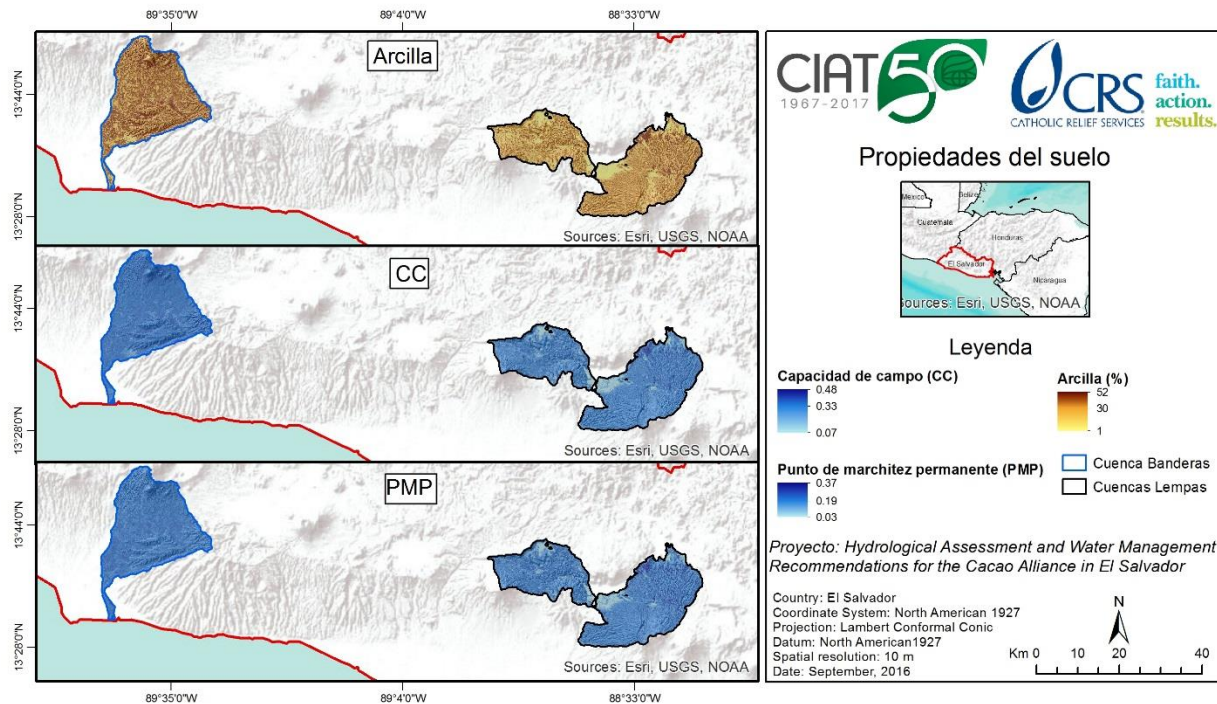 89°35'0"W
89°4'0"W
88°33'0"W
Arcilla
13°44'0"N
13°28'0"N
Sources: Esri, USGS, NOAA
CC
13°44'0"N
13°28'0"N
Sources: Esri, USGS, NOAA
PMP
13°44'0"N
13°28'0"N
Sources: Esri, USGS, NOAA
89°35'0"W
89°4'0"W
88°33'0"W
CIAT 50
1967-2017
CRS
CATHOLIC RELIEF SERVICES
faith.
action.
results.
Propiedades del suelo
México
Belize
Guatemala
Honduras
El Salvador
Nicaragua
Sources: Esri, USGS, NOAA
Leyenda
Capacidad de campo (CC)
0.48
0.33
0.07
Arcilla (%)
52
30
1
Punto de marchitez permanente (PMP)
0.37
0.19
0.03
Cuenca Banderas
Cuencas Lempas
Proyecto: Hydrological Assessment and Water Management
Recommendations for the Cacao Alliance in El Salvador
Country: El Salvador
Coordinate System: North American 1927
Projection: Lambert Conformal Conic
Datum: North American1927
Spatial resolution: 10 m
Date: September, 2016
N
Km 0 10 20 30 40